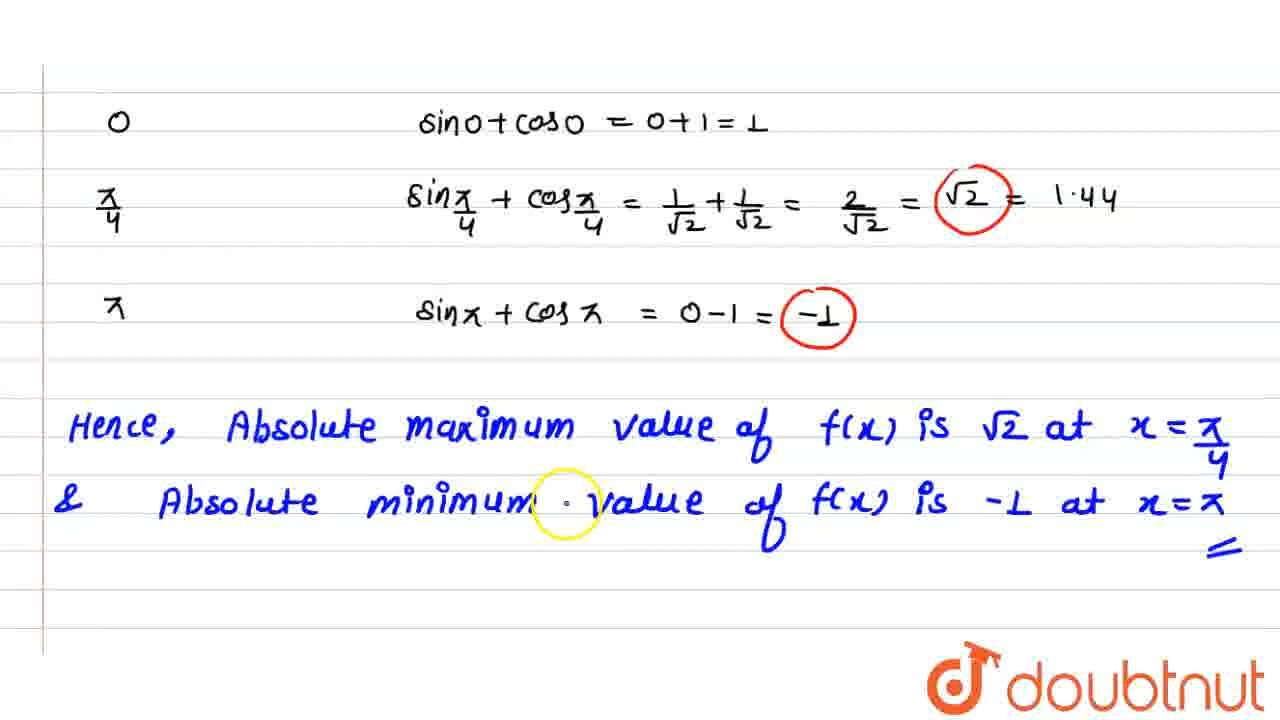 0 sin0 + cos0 = 0+1 = 1
π/4 sinπ/4 + cosπ/4 = 1/√2 + 1/√2 = 2/√2 = √2 = 1.44
π sinπ + cosπ = 0-1 = -1
Hence, Absolute maximum value of f(x) is √2 at x = π/4
& Absolute minimum value of f(x) is -1 at x = π
doubtnut